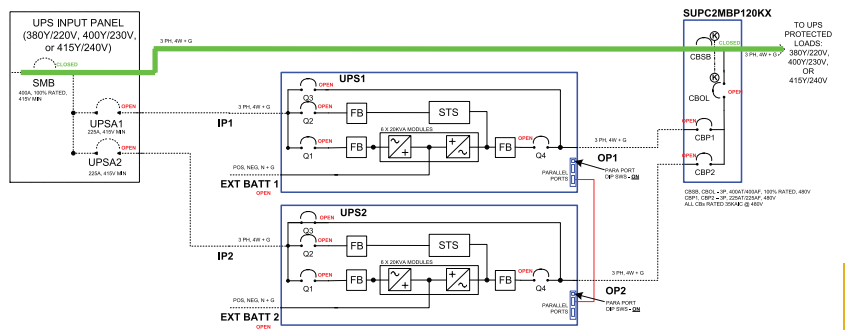 UPS INPUT PANEL
(380Y/220V, 400Y/230V,
or 415Y/240V)
CLOSED
SMB
400A, 100% RATED,
415V MIN
OPEN
UPSA1
225A, 415V MIN
OPEN
UPSA2
225A, 415V MIN
3 PH, 4W + G
3 PH, 4W + G
IP1
3 PH, 4W + G
IP2
UPS1
OPEN
Q3
OPEN
Q2
FB
STS
6 X 20KVA MODULES
OPEN
Q1
FB
FB
OPEN
Q4
POS, NEG, N + G
EXT BATT 1
OPEN
PARALLEL
PORTS
OP1
PARA PORT
DIP SWS - ON
3 PH, 4W + G
UPS2
OPEN
Q3
OPEN
Q2
FB
STS
6 X 20KVA MODULES
OPEN
Q1
FB
FB
OPEN
Q4
POS, NEG, N + G
EXT BATT 2
OPEN
PARALLEL
PORTS
OP2
PARA PORT
DIP SWS - ON
3 PH, 4W + G
SUPC2MBP120KX
K
CLOSED
CBSB
3 PH, 4W + G
K
CBOL
OPEN
OPEN
CBP1
OPEN
CBP2
TO UPS
PROTECTED
LOADS:
380Y/220V,
400Y/230V,
OR
415Y/240V
CBSB, CBOL - 3P, 400AT/400AF, 100% RATED, 480V
CBP1, CBP2 - 3P, 225AT/225AF, 480V
ALL CBs RATED 35KAIC @ 480V